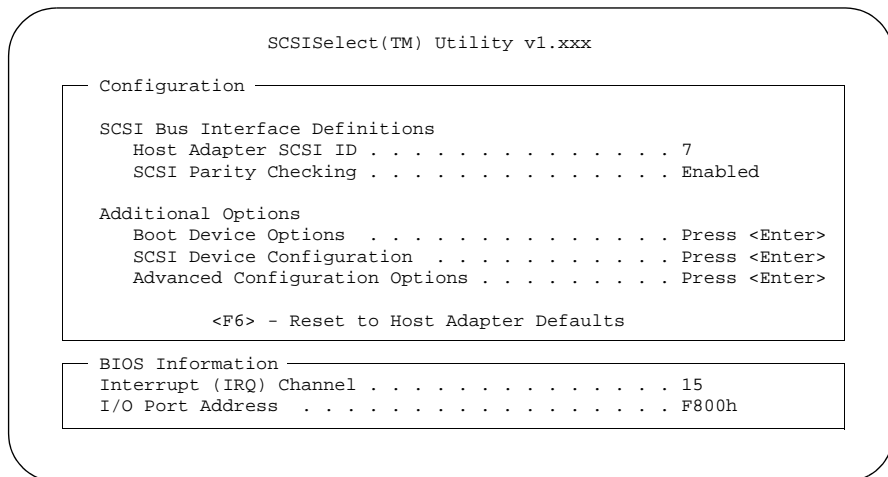 SCSISelect(TM) Utility v1.xxx
Configuration
SCSI Bus Interface Definitions
Host Adapter SCSI ID . . . . . . . . . . . . . . 7
SCSI Parity Checking . . . . . . . . . . . . . . Enabled
Additional Options
Boot Device Options . . . . . . . . . . . . . . Press <Enter>
SCSI Device Configuration . . . . . . . . . . . Press <Enter>
Advanced Configuration Options . . . . . . . . . Press <Enter>
<F6> - Reset to Host Adapter Defaults
BIOS Information
Interrupt (IRQ) Channel . . . . . . . . . . . . . . 15
I/O Port Address . . . . . . . . . . . . . . . . . F800h